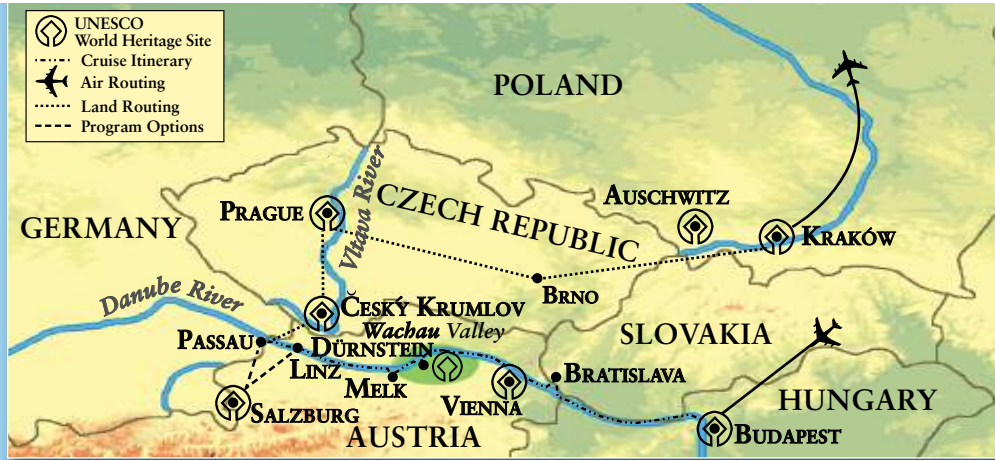 UNESCO
World Heritage Site
Cruise Itinerary
Air Routing
Land Routing
Program Options
POLAND
GERMANY
PRAGUE
Vltava River
CZECH REPUBLIC
AUSCHWITZ
KRAKÓW
BRNO
Danube River
ČESKÝ KRUMLOV
Wachau Valley
SLOVAKIA
PASSAU
DÜRNSTEIN
LINZ
MELK
BRATISLAVA
VIENNA
SALZBURG
HUNGARY
AUSTRIA
BUDAPEST